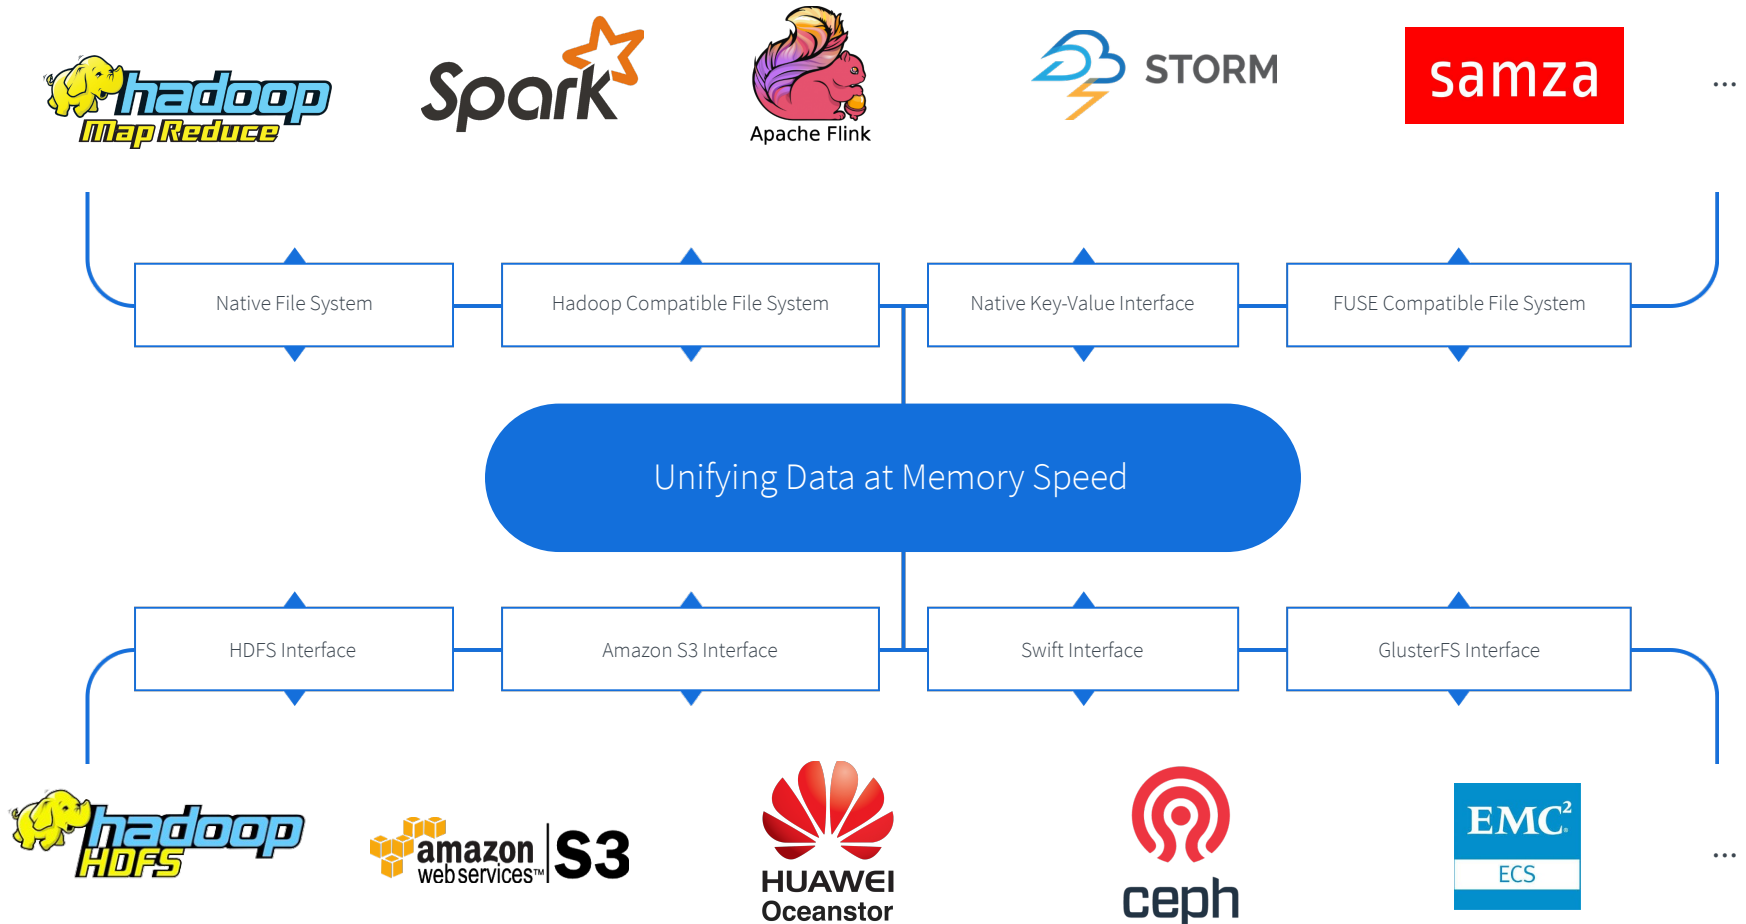 hadoop
Map Reduce
Spark
Apache Flink
STORM
samza
...
Native File System
Hadoop Compatible File System
Native Key-Value Interface
FUSE Compatible File System
Unifying Data at Memory Speed
HDFS Interface
Amazon S3 Interface
Swift Interface
GlusterFS Interface
hadoop
HDFS
amazon
web services™
S3
HUAWEI
Oceanstor
ceph
EMC²
ECS
...